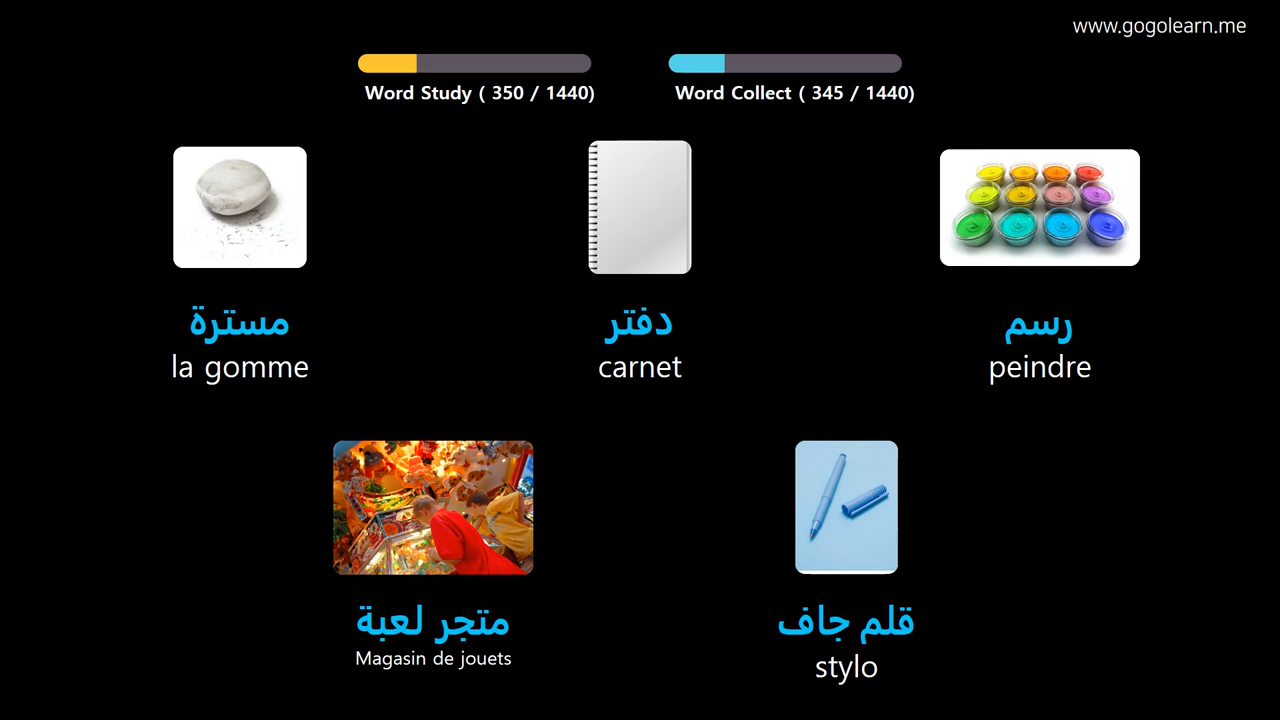 www.gogolearn.me
Word Study ( 350 / 1440)
Word Collect ( 345 / 1440)
مسترة
la gomme
دفتر
carnet
رسم
peindre
متجر لعبة
Magasin de jouets
قلم جاف
stylo